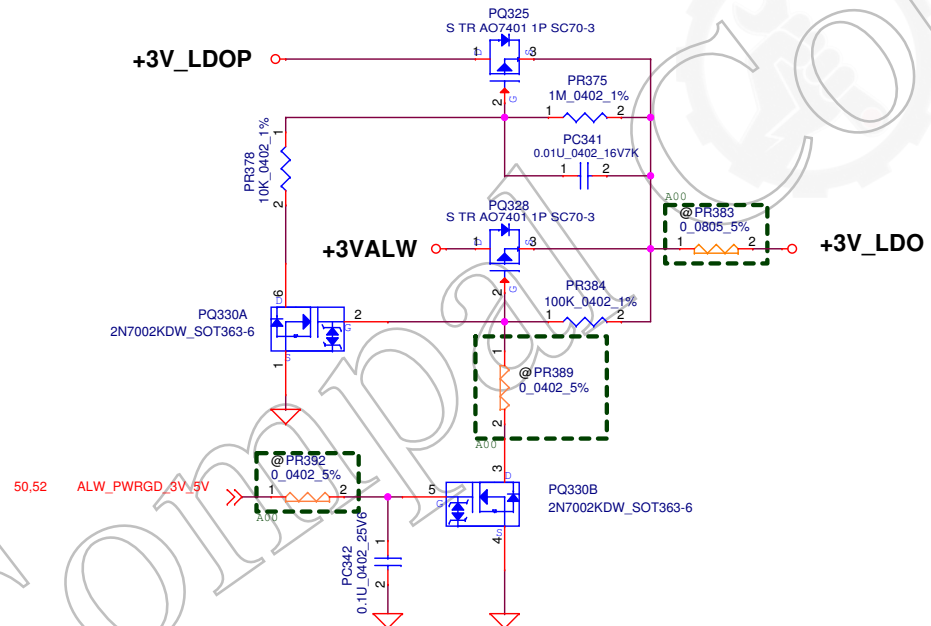 PQ325
S TR AO7401 1P SC70-3
+3V_LDOP
1
D
S
3
2
G
PR375
1M_0402_1%
1
2
PC341
0.01U_0402_16V7K
1
2
PR378
10K_0402_1%
1
2
PQ328
S TR AO7401 1P SC70-3
+3VALW
1
D
S
3
2
G
A00
@PR383
0_0805_5%
1
2
+3V_LDO
PR384
100K_0402_1%
1
2
PQ330A
2N7002KDW_SOT363-6
6
D
2
G
S
1
1
@PR389
0_0402_5%
2
A00
@PR392
0_0402_5%
1
2
A00
50,52
ALW_PWRGD_3V_5V
PC342
0.1U_0402_25V6
1
2
5
G
3
D
S
4
PQ330B
2N7002KDW_SOT363-6
Compal Co